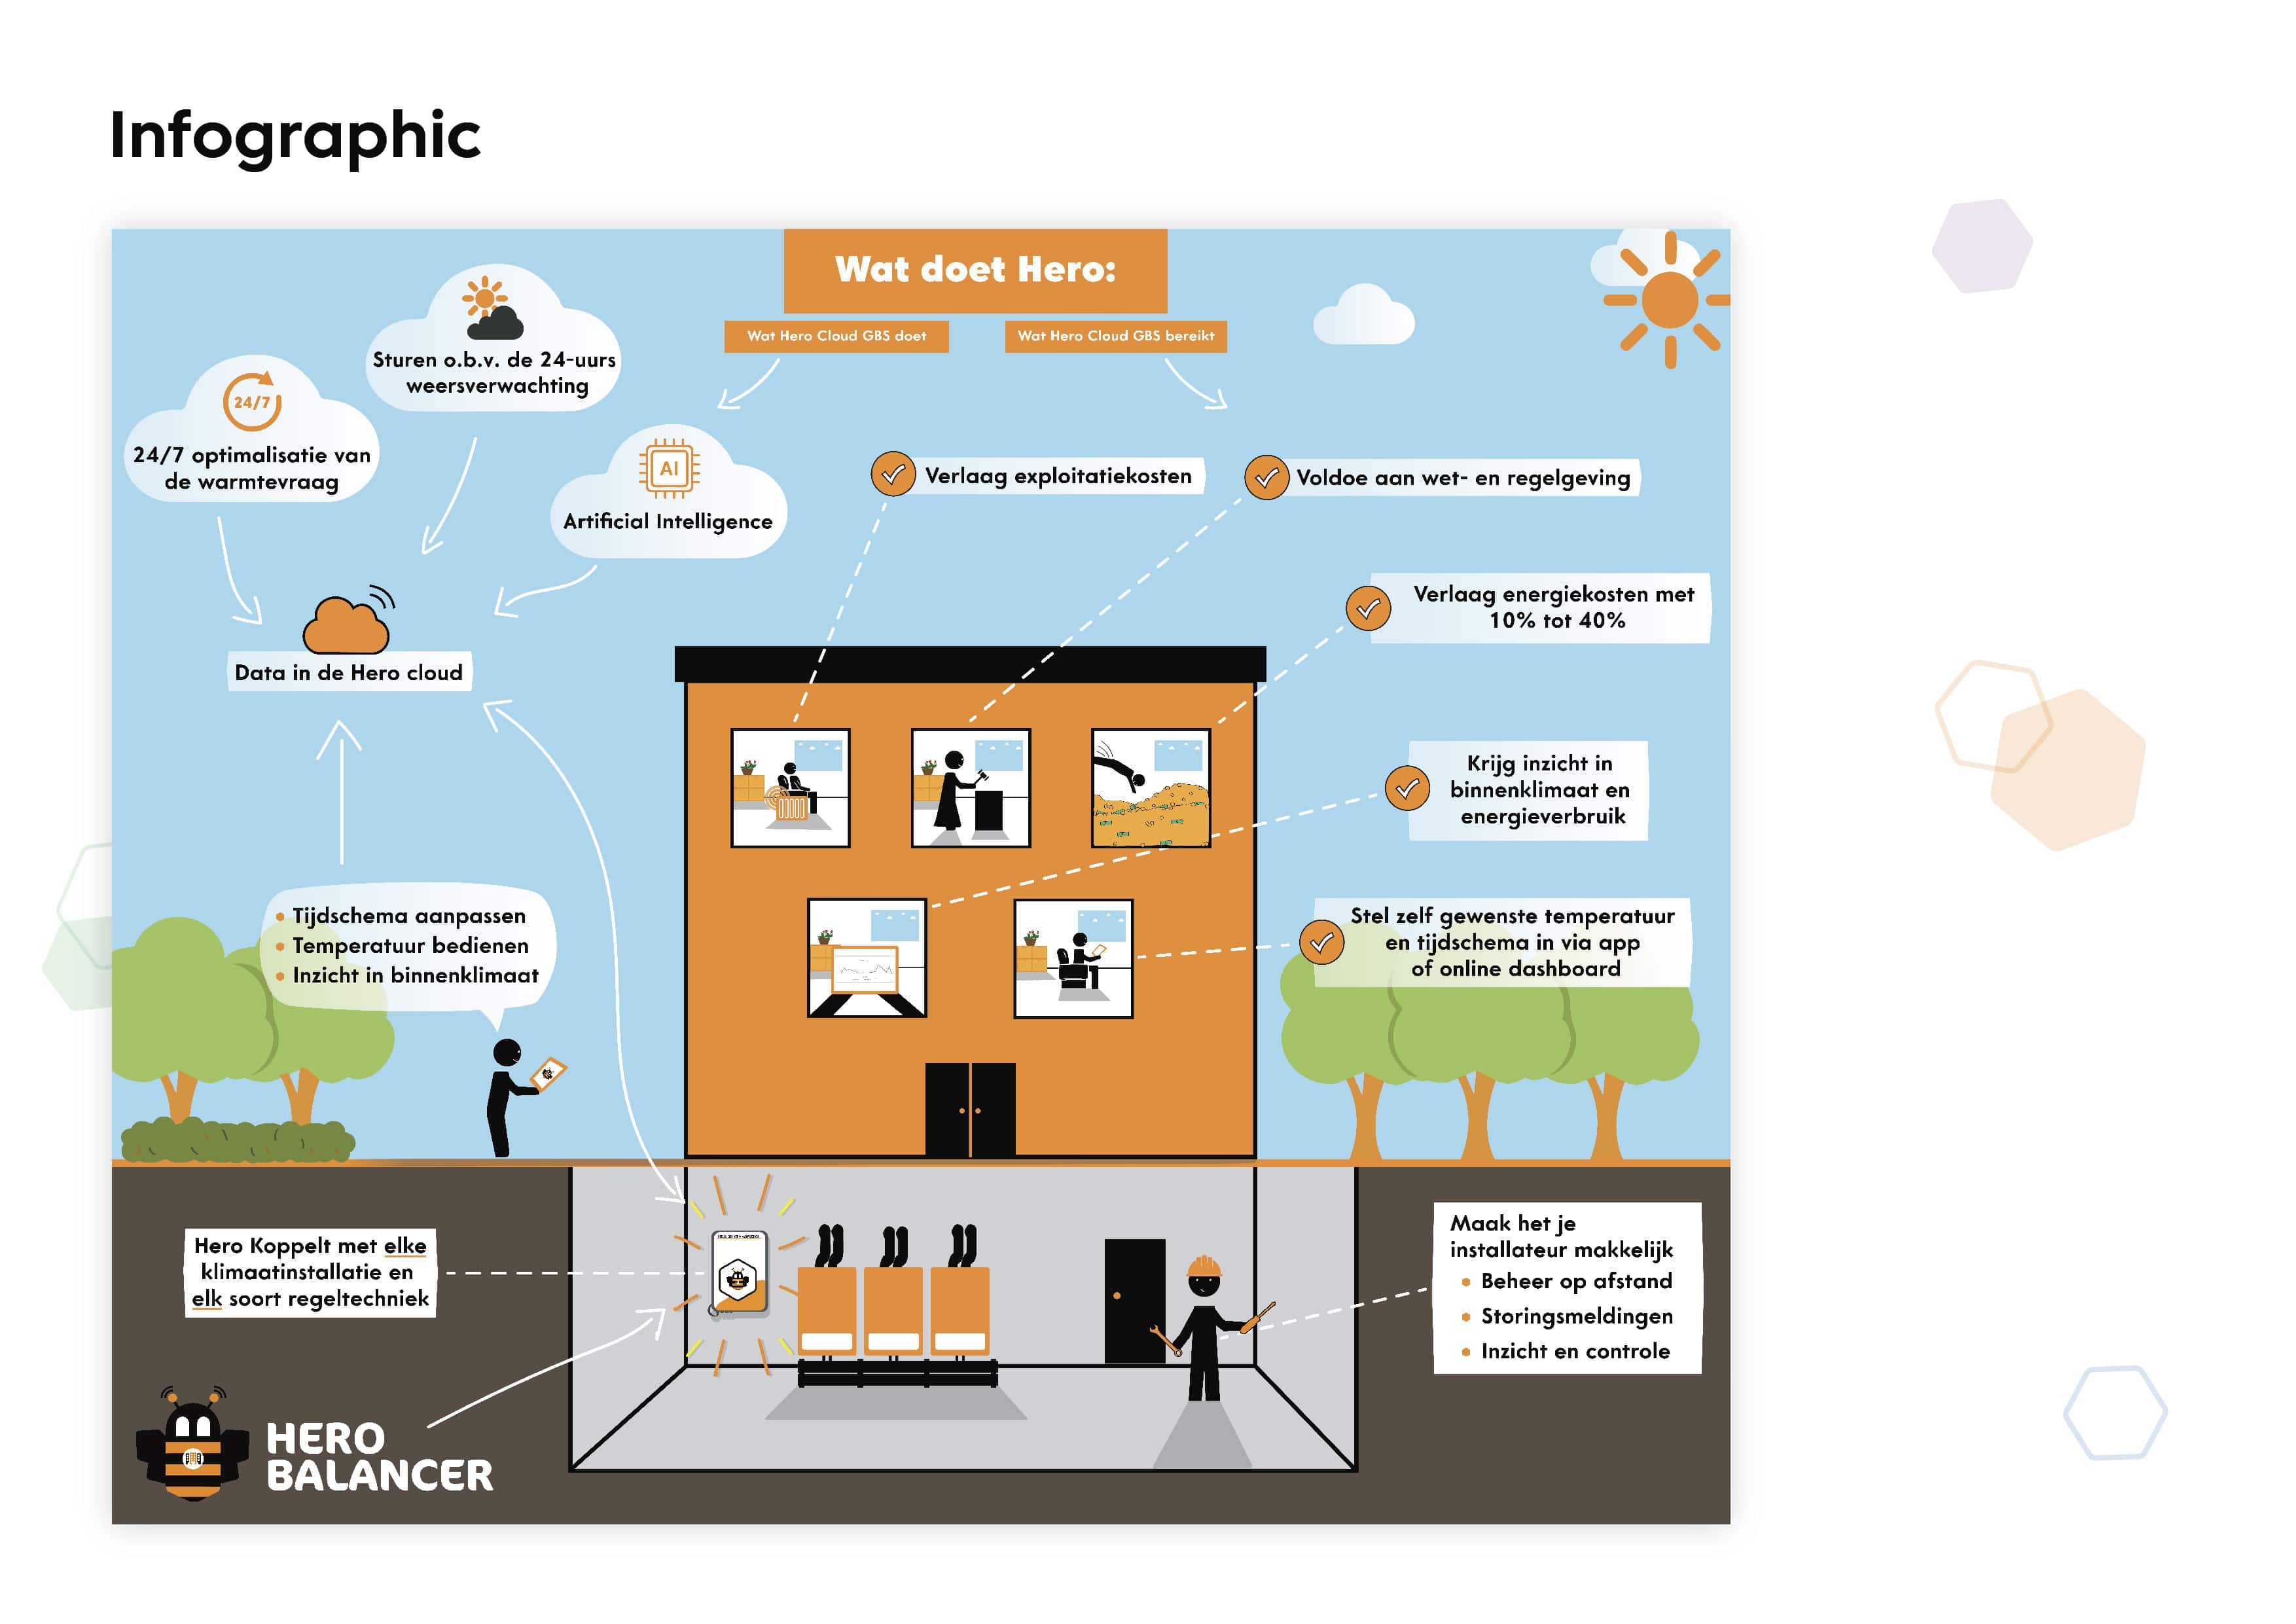 Infographic
Wat doet Hero:
Wat Hero Cloud GBS doet
Wat Hero Cloud GBS bereikt
Sturen o.b.v. de 24-uurs
weersverwachting
24/7
24/7 optimalisatie van
de warmtevraag
AI
Artificial Intelligence
Data in de Hero cloud
Verlaag exploitatiekosten
Voldoe aan wet- en regelgeving
Verlaag energiekosten met
10% tot 40%
Krijg inzicht in
binnenklimaat en
energieverbruik
Stel zelf gewenste temperatuur
en tijdschema in via app
of online dashboard
Tijdschema aanpassen
Temperatuur bedienen
Inzicht in binnenklimaat
Hero Koppelt met elke
klimaatinstallatie en
elk soort regeltechniek
Maak het je
installateur makkelijk
Beheer op afstand
Storingsmeldingen
Inzicht en controle
HERO
BALANCER